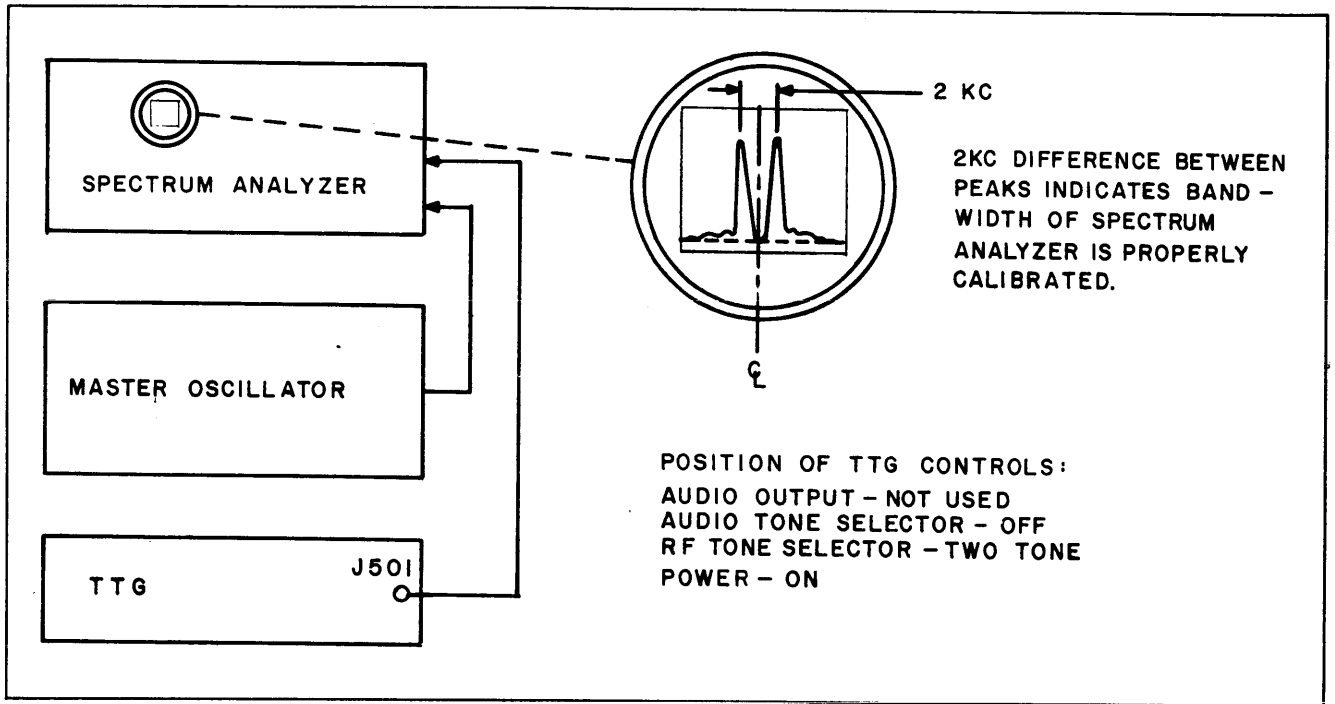 SPECTRUM ANALYZER
MASTER OSCILLATOR
TTG
J501
2 KC
2KC DIFFERENCE BETWEEN
PEAKS INDICATES BAND-
WIDTH OF SPECTRUM
ANALYZER IS PROPERLY
CALIBRATED.
℄
POSITION OF TTG CONTROLS:
AUDIO OUTPUT – NOT USED
AUDIO TONE SELECTOR – OFF
RF TONE SELECTOR – TWO TONE
POWER – ON